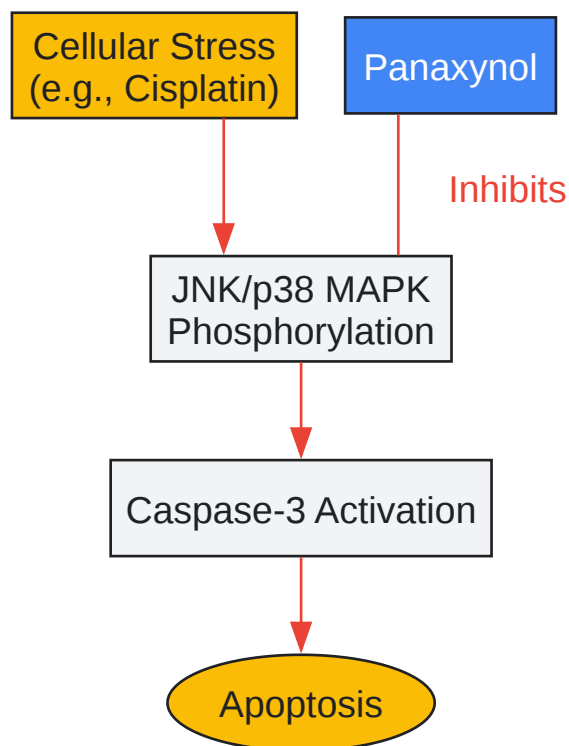 Cellular Stress
(e.g., Cisplatin)
Panaxynol
Inhibits
JNK/p38 MAPK
Phosphorylation
Caspase-3 Activation
Apoptosis